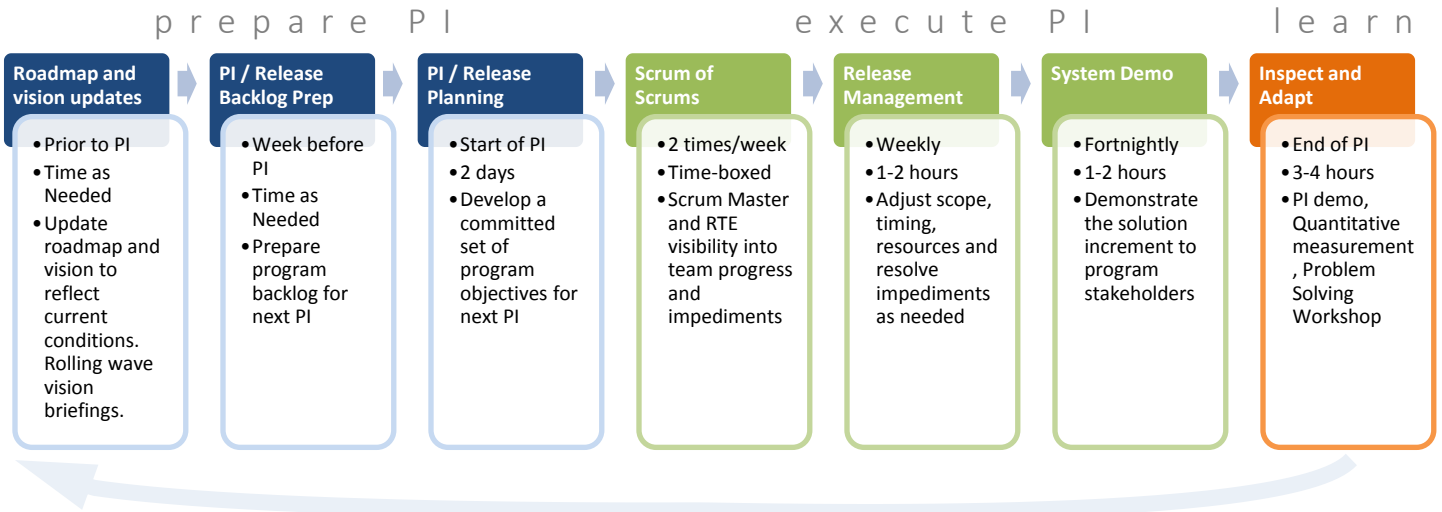 prepare PI
execute PI
learn
Roadmap and
vision updates
•Prior to PI
•Time as
Needed
•Update
roadmap and
vision to
reflect
current
conditions.
Rolling wave
vision
briefings.
PI / Release
Backlog Prep
•Week before
PI
•Time as
Needed
•Prepare
program
backlog for
next PI
PI / Release
Planning
•Start of PI
•2 days
•Develop a
committed
set of
program
objectives for
next PI
Scrum of
Scrums
•2 times/week
•Time-boxed
•Scrum Master
and RTE
visibility into
team progress
and
impediments
Release
Management
•Weekly
•1-2 hours
•Adjust scope,
timing,
resources and
resolve
impediments
as needed
System Demo
•Fortnightly
•1-2 hours
•Demonstrate
the solution
increment to
program
stakeholders
Inspect and
Adapt
•End of PI
•3-4 hours
•PI demo,
Quantitative
measurement
, Problem
Solving
Workshop